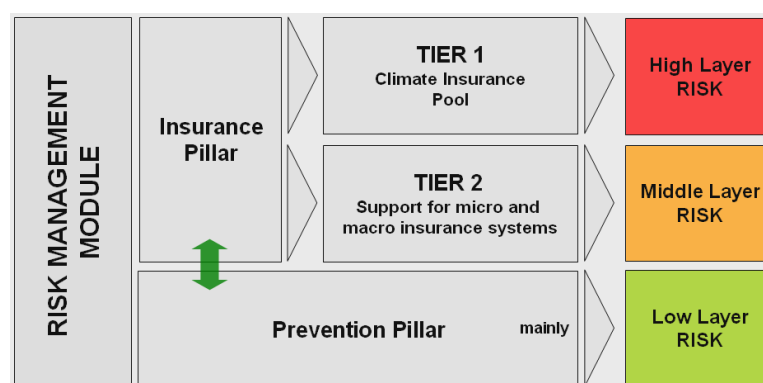 RISK MANAGEMENT
MODULE
Insurance
Pillar
TIER 1
Climate Insurance
Pool
High Layer
RISK
TIER 2
Support for micro and
macro insurance systems
Middle Layer
RISK
Prevention Pillar
mainly
Low Layer
RISK